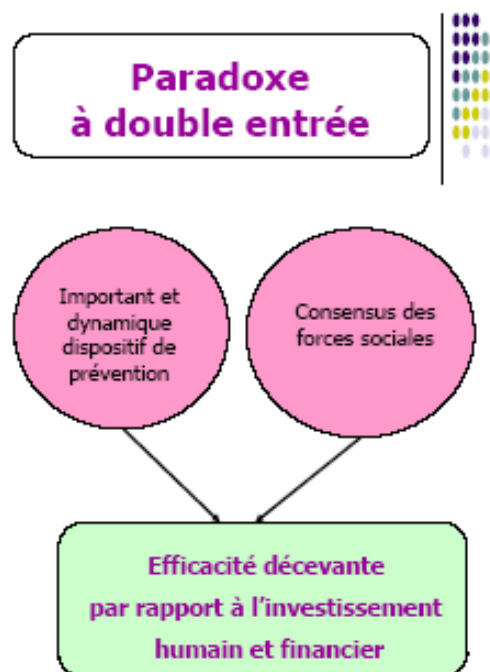 Paradoxe
à double entrée
Important et
dynamique
dispositif de
prévention
Consensus des
forces sociales
Efficacité décevante
par rapport à l'investissement
humain et financier